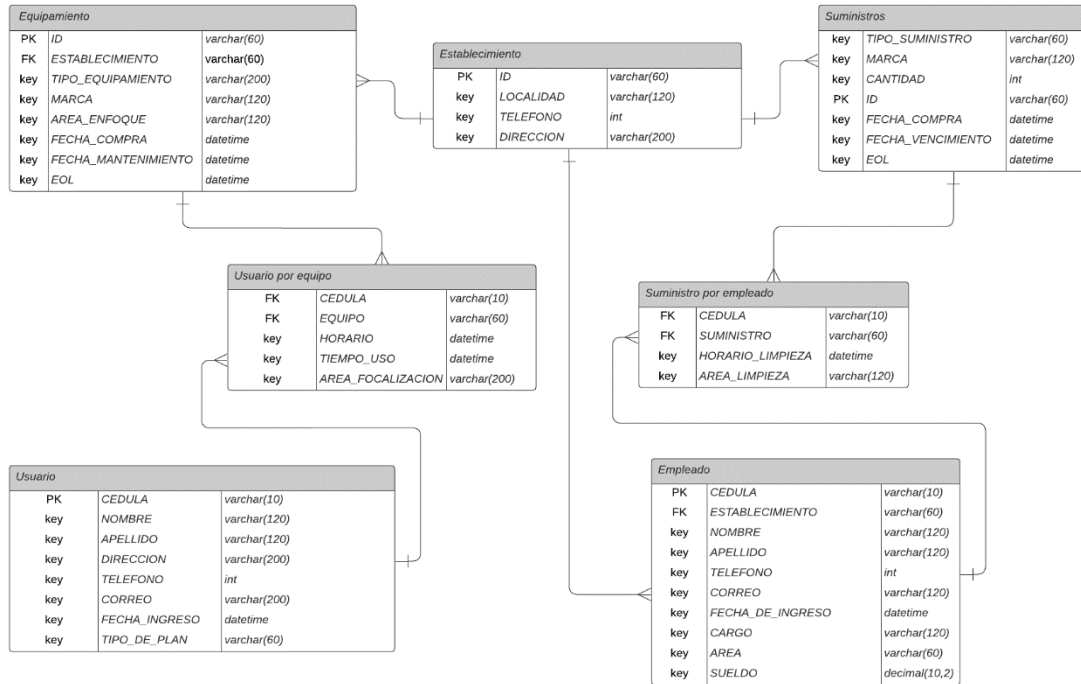 Equipamiento
PK ID varchar(60)
FK ESTABLECIMIENTO varchar(60)
key TIPO_EQUIPAMIENTO varchar(200)
key MARCA varchar(120)
key AREA_ENFOQUE varchar(120)
key FECHA_COMPRA datetime
key FECHA_MANTENIMIENTO datetime
key EOL datetime
Establecimiento
PK ID varchar(60)
key LOCALIDAD varchar(120)
key TELEFONO int
key DIRECCION varchar(200)
Suministros
key TIPO_SUMINISTRO varchar(60)
key MARCA varchar(120)
key CANTIDAD int
PK ID varchar(60)
key FECHA_COMPRA datetime
key FECHA_VENCIMIENTO datetime
key EOL datetime
Usuario por equipo
FK CEDULA varchar(10)
FK EQUIPO varchar(60)
key HORARIO datetime
key TIEMPO_USO datetime
key AREA_FOCALIZACION varchar(200)
Suministro por empleado
FK CEDULA varchar(10)
FK SUMINISTRO varchar(60)
key HORARIO_LIMPIEZA datetime
key AREA_LIMPIEZA varchar(120)
Usuario
PK CEDULA varchar(10)
key NOMBRE varchar(120)
key APELLIDO varchar(120)
key DIRECCION varchar(200)
key TELEFONO int
key CORREO varchar(200)
key FECHA_INGRESO datetime
key TIPO_DE_PLAN varchar(60)
Empleado
PK CEDULA varchar(10)
FK ESTABLECIMIENTO varchar(60)
key NOMBRE varchar(120)
key APELLIDO varchar(120)
key TELEFONO int
key CORREO varchar(120)
key FECHA_DE_INGRESO datetime
key CARGO varchar(120)
key AREA varchar(60)
key SUELDO decimal(10,2)